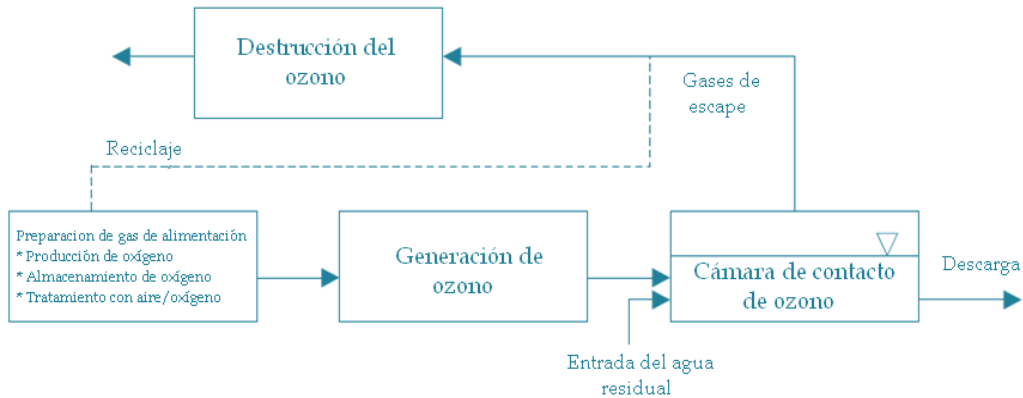 Destrucción del
ozono
Gases de
escape
Reciclaje
Preparacion de gas de alimentación
* Producción de oxígeno
* Almacenamiento de oxígeno
* Tratamiento con aire/oxígeno
Generación de
ozono
Cámara de contacto
de ozono
Descarga
Entrada del agua
residual